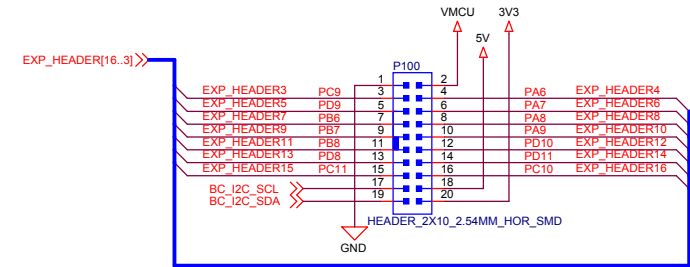 VMCU 3V3
5V
EXP_HEADER[16..3]
P100
1 2
EXP_HEADER3 PC9 3 4 PA6 EXP_HEADER4
EXP_HEADER5 PD9 5 6 PA7 EXP_HEADER6
EXP_HEADER7 PB6 7 8 PA8 EXP_HEADER8
EXP_HEADER9 PB7 9 10 PA9 EXP_HEADER10
EXP_HEADER11 PB8 11 12 PD10 EXP_HEADER12
EXP_HEADER13 PD8 13 14 PD11 EXP_HEADER14
EXP_HEADER15 PC11 15 16 PC10 EXP_HEADER16
BC_I2C_SCL 17 18
BC_I2C_SDA 19 20
HEADER_2X10_2.54MM_HOR_SMD
GND